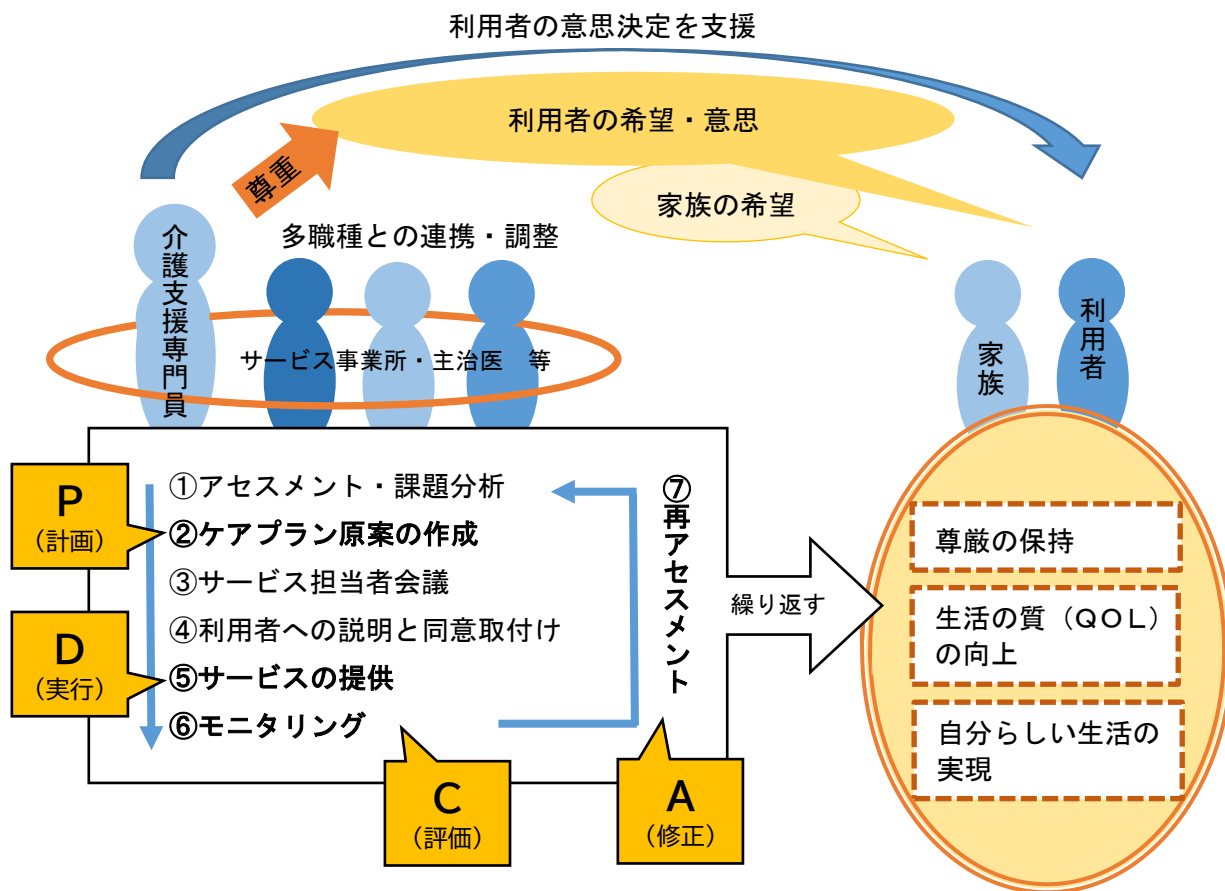 利用者の意思決定を支援
利用者の希望・意思
尊重
家族の希望
多職種との連携・調整
介護支援専門員
サービス事業所・主治医　等
家族
利用者
P
（計画）
D
（実行）
①アセスメント・課題分析
②ケアプラン原案の作成
③サービス担当者会議
④利用者への説明と同意取付け
⑤サービスの提供
⑥モニタリング
⑦再アセスメント
C
（評価）
A
（修正）
繰り返す
尊厳の保持
生活の質（ＱＯＬ）
の向上
自分らしい生活の
実現